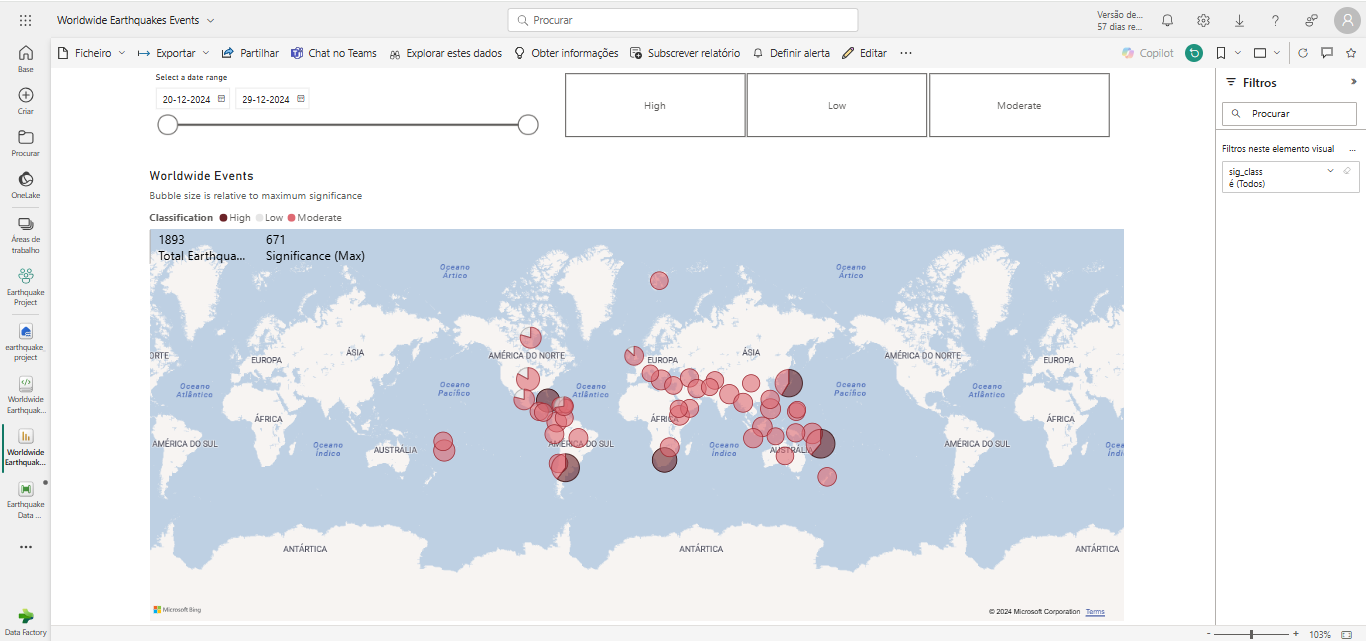 Worldwide Earthquakes Events
Procurar
Versão de...
57 dias re...
Ficheiro
Exportar
Partilhar
Chat no Teams
Explorar estes dados
Obter informações
Subscrever relatório
Definir alerta
Editar
...
Copilot
Base
Criar
Procurar
OneLake
Áreas de
trabalho
Earthquake
Project
earthquake_
project
Worldwide
Earthquak...
Worldwide
Earthquak...
Earthquake
Data ...
...
Data Factory
Select a date range
20-12-2024
29-12-2024
High
Low
Moderate
Worldwide Events
Bubble size is relative to maximum significance
Classification High Low Moderate
1893
Total Earthqua...
671
Significance (Max)
Oceano
Ártico
Oceano
Ártico
ORTE
EUROPA
ÁSIA
AMÉRICA DO NORTE
EUROPA
ÁSIA
AMÉRICA DO NORTE
EUROPA
Oceano
Atlântico
Oceano
Pacífico
Oceano
Atlântico
Oceano
Pacífico
Oceano
Atlântico
ÁFRICA
ÁFRI
ÁFRICA
AMÉRICA DO SUL
Oceano
Índico
AUSTRÁLIA
AMÉRICA DO SUL
Oceano
Índico
AUSTRÁLI
AMÉRICA DO SUL
Ocea
Índi
ANTÁRTICA
ANTÁRTICA
ANTÁRTICA
Microsoft Bing
© 2024 Microsoft Corporation Terms
Filtros
»
Procurar
Filtros neste elemento visual
...
sig_class
é (Todos)
- + 103%